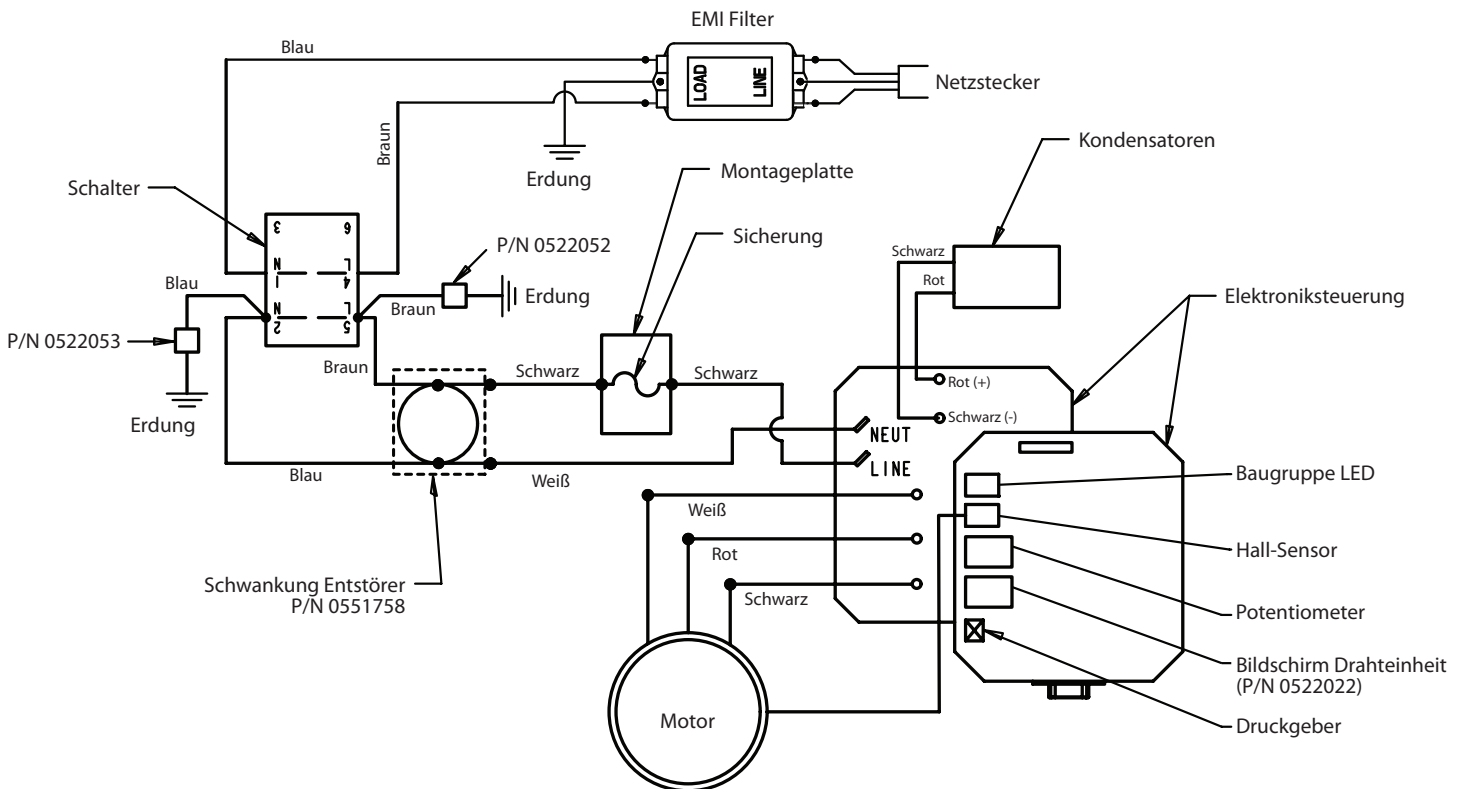 EMI Filter
Blau
LOAD
LINE
Netzstecker
Braun
Kondensatoren
Erdung
Montageplatte
Schalter
3
6
P/N 0522052
Sicherung
Schwarz
N
L
1
4
Rot
Blau
Braun
Erdung
Elektroniksteuerung
N
L
2
5
P/N 0522053
Braun
Schwarz
Schwarz
Rot (+)
Erdung
Schwarz (-)
NEUT
LINE
Blau
Weiß
Baugruppe LED
Weiß
Hall-Sensor
Rot
Schwankung Entstörer
P/N 0551758
Schwarz
Potentiometer
Bildschirm Drahteinheit
(P/N 0522022)
Motor
Druckgeber